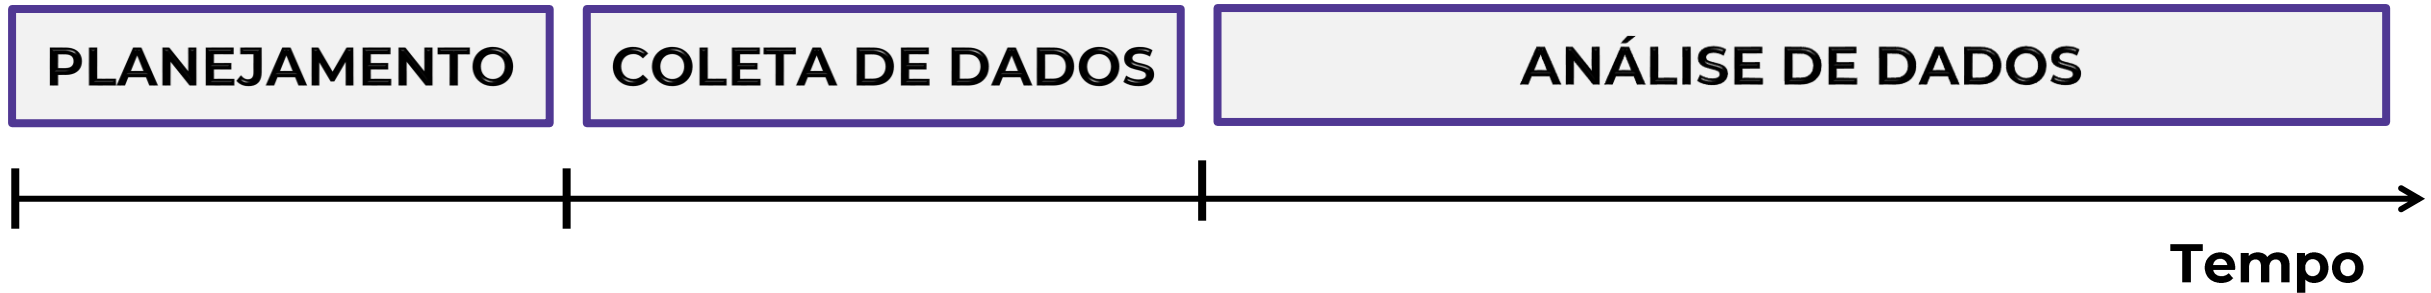 PLANEJAMENTO
COLETA DE DADOS
ANÁLISE DE DADOS
Tempo